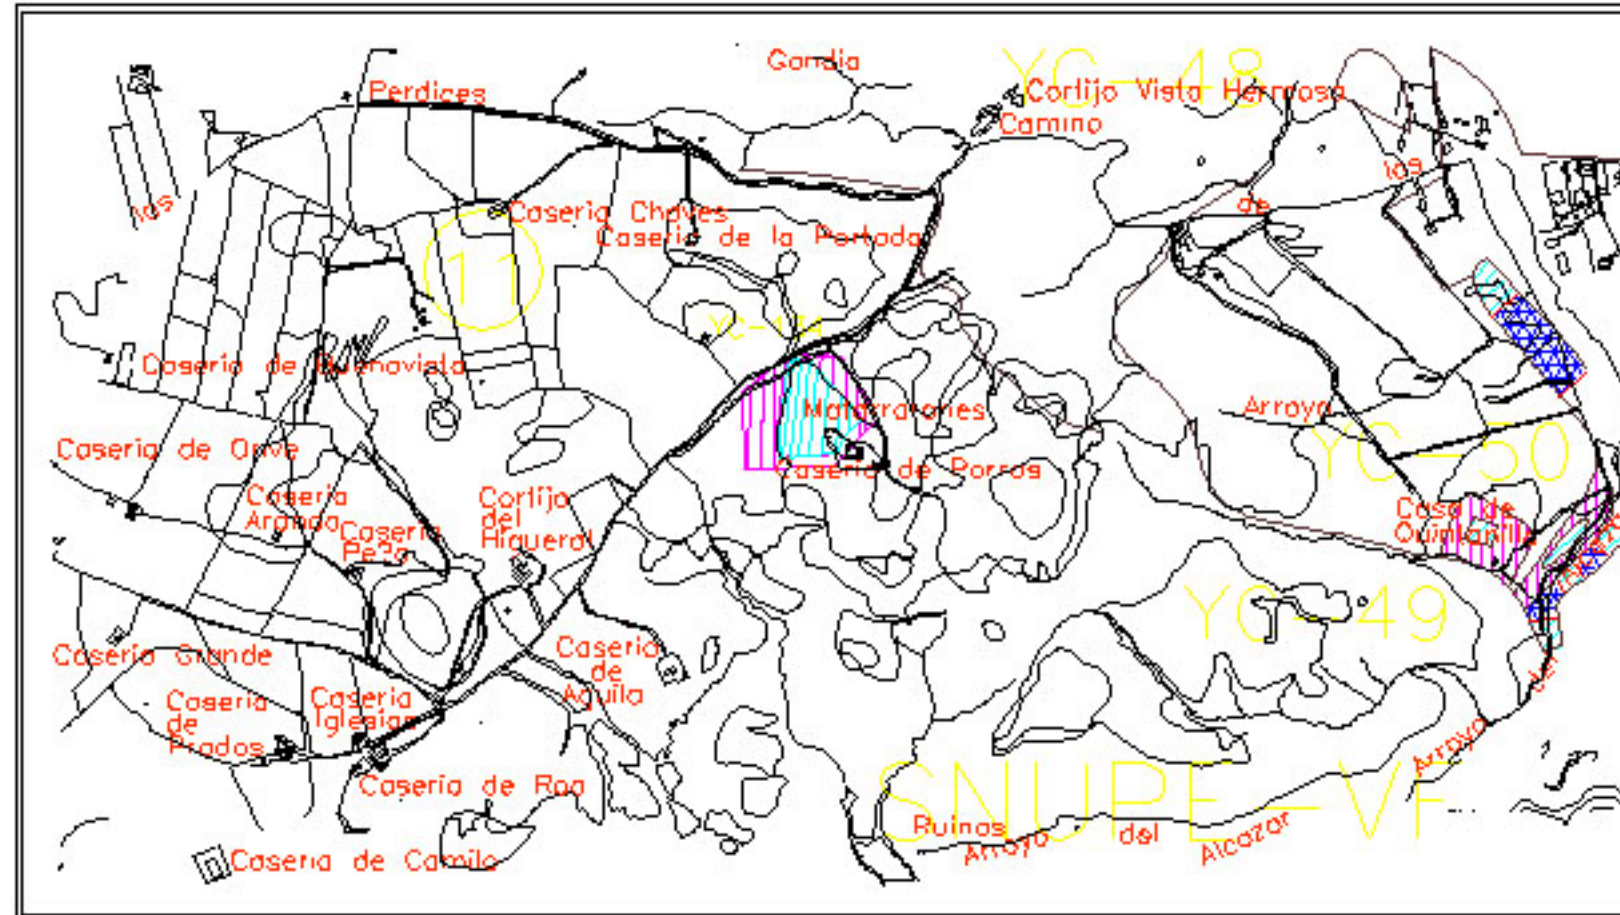 Gandia
YC-48
Perdices
Cortijo Vista Hermosa
Camino
los
los
de
Caseria Chaves
Caseria de la Portada
11
Caseria de Buenavista
Matarratones
Arroyo
YC-50
Caseria de Orive
Caseria de Porros
Caseria
Aranda
Caseria
Peña
Cortijo
del
Higueral
Casa de
Quintanilla
YC-49
Caseria Grande
Caseria
de
Aguila
Caseria
de
Prados
Caseria
Iglesias
del
Arroyo
Caseria de Roa
SNUPE-VF
Ruinas
Arroyo
del
Alcazar
Caseria de Camilo